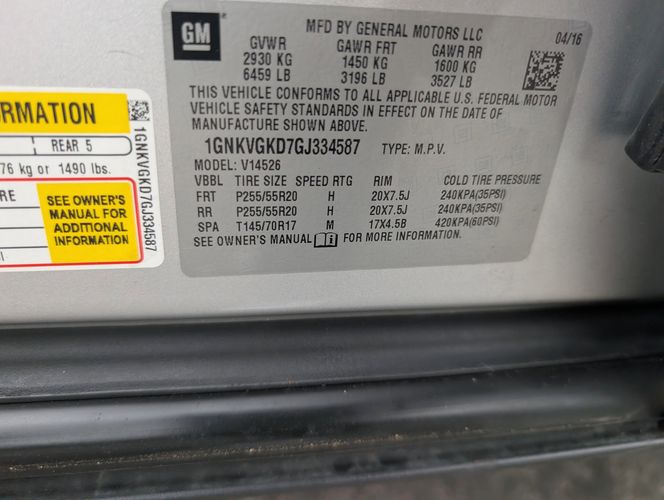 GM
MFD BY GENERAL MOTORS LLC
04/16
GVWR GAWR FRT GAWR RR
2930 KG 1450 KG 1600 KG
6459 LB 3196 LB 3527 LB
THIS VEHICLE CONFORMS TO ALL APPLICABLE U.S. FEDERAL MOTOR
VEHICLE SAFETY STANDARDS IN EFFECT ON THE DATE OF
MANUFACTURE SHOWN ABOVE.
1GNKVGKD7GJ334587 TYPE: M.P.V.
MODEL: V14526
VBBL TIRE SIZE SPEED RTG RIM COLD TIRE PRESSURE
FRT P255/55R20 H 20X7.5J 240KPA(35PSI)
RR P255/55R20 H 20X7.5J 240KPA(35PSI)
SPA T145/70R17 M 17X4.5B 420KPA(60PSI)
SEE OWNER'S MANUAL FOR MORE INFORMATION.
ORMATION
REAR 5
76 kg or 1490 lbs.
RE
SEE OWNER'S
MANUAL FOR
ADDITIONAL
INFORMATION
1GNKVGKD7GJ334587